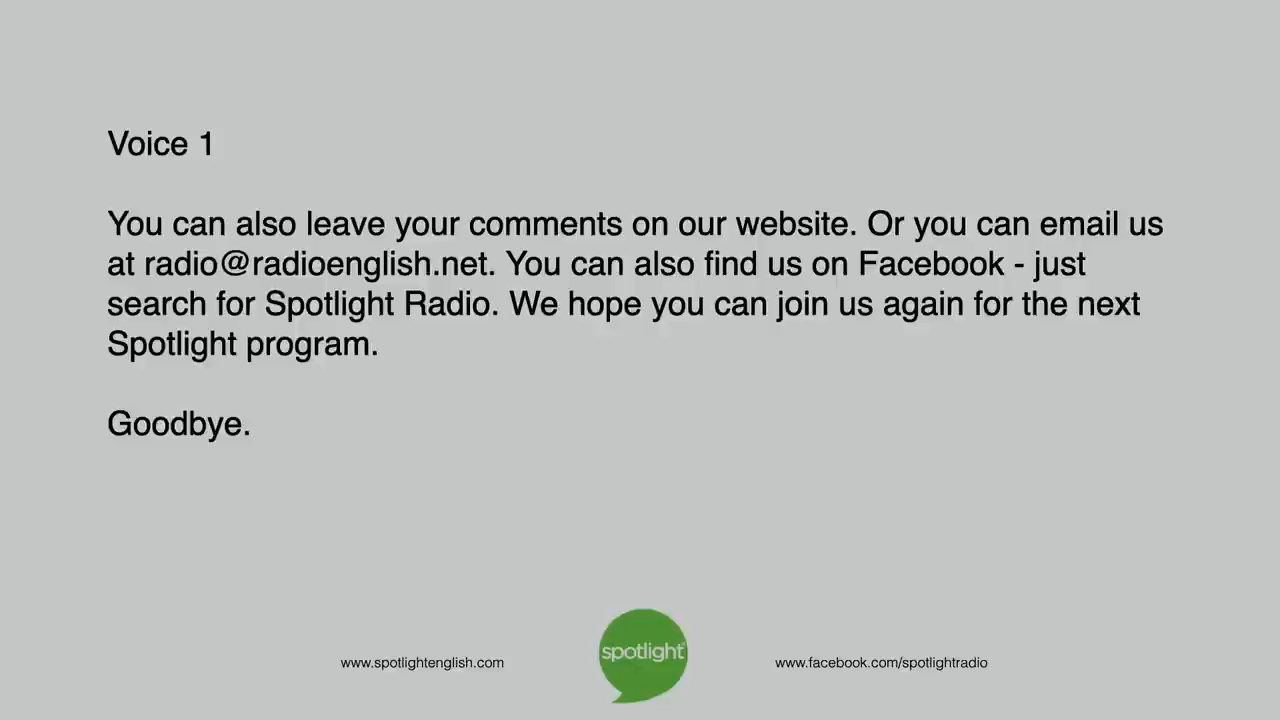 Voice 1
You can also leave your comments on our website. Or you can email us
at radio@radioenglish.net. You can also find us on Facebook - just
search for Spotlight Radio. We hope you can join us again for the next
Spotlight program.
Goodbye.
www.spotlightenglish.com
spotlight
www.facebook.com/spotlightradio